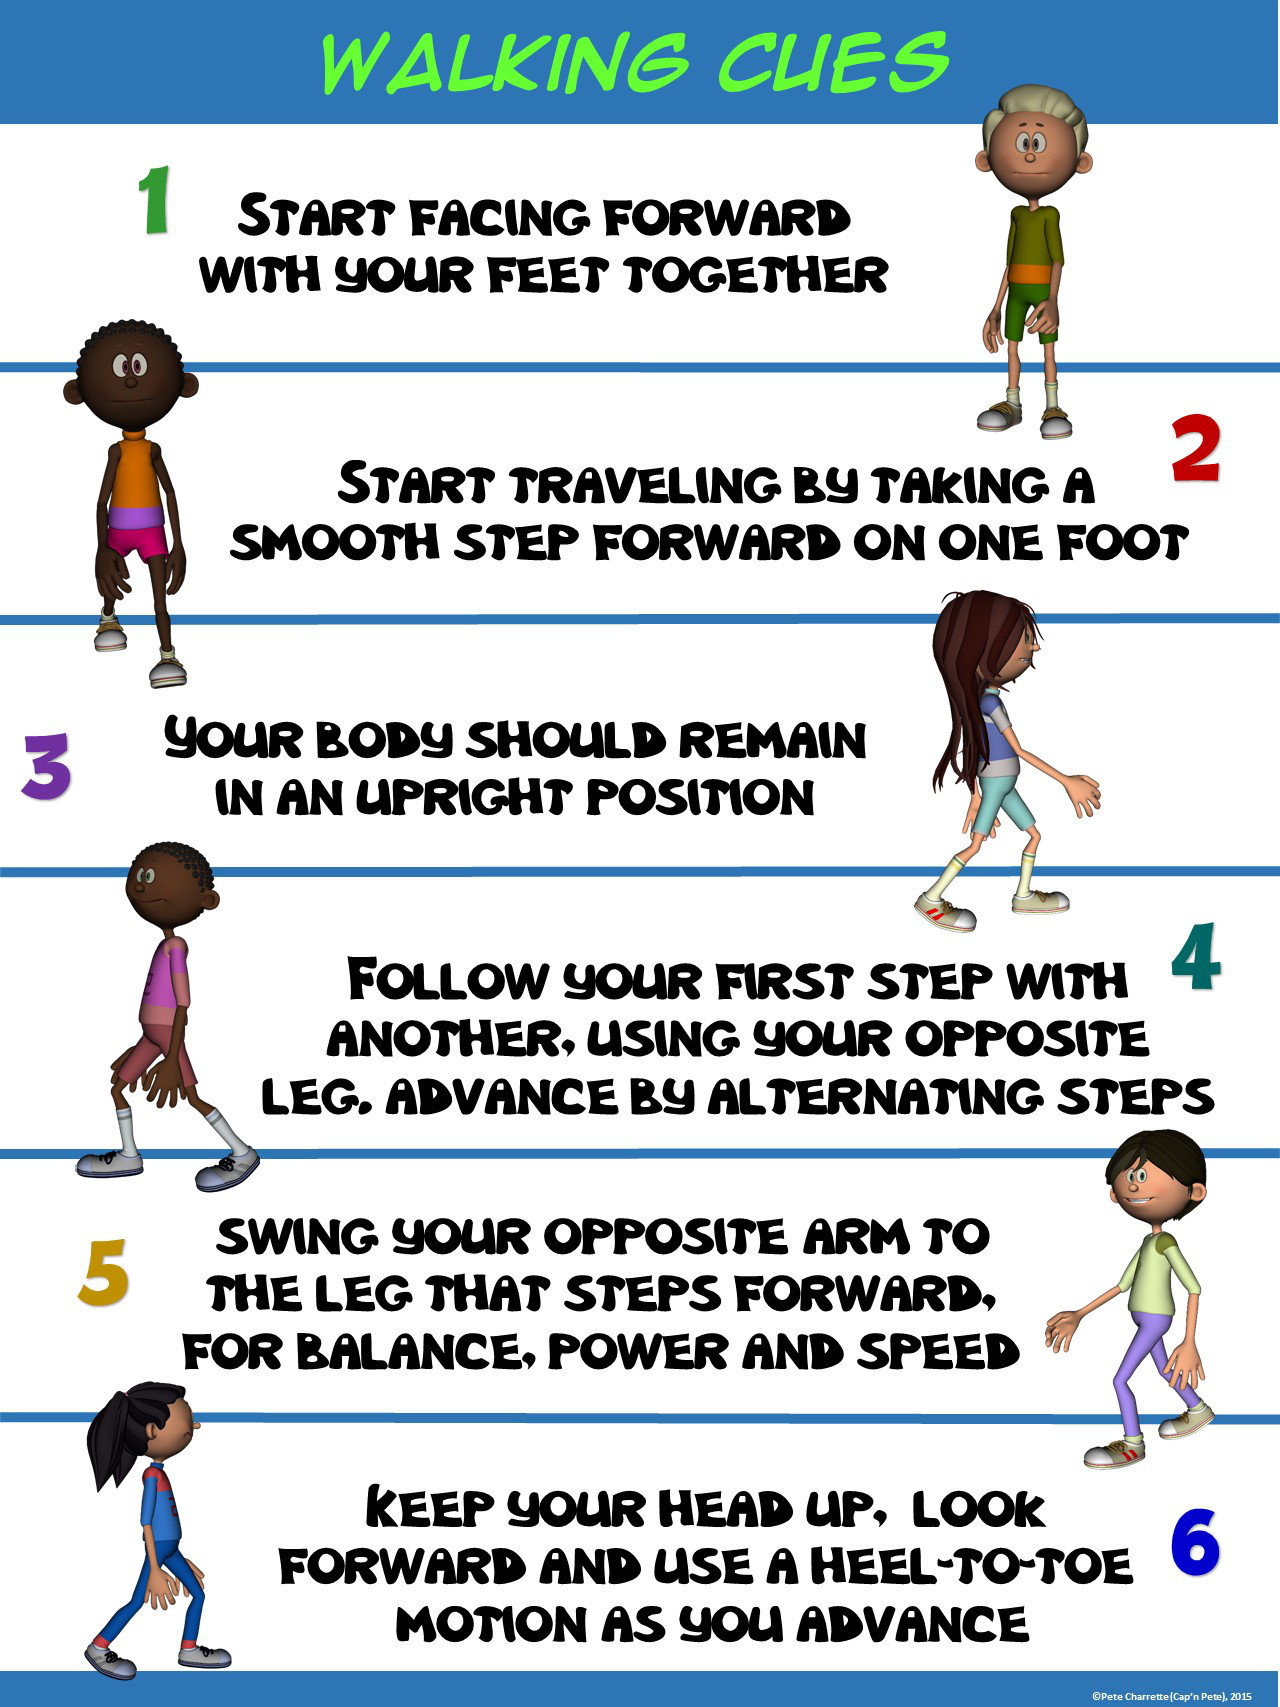 WALKING CUES
1
START FACING FORWARD
WITH YOUR FEET TOGETHER
2
START TRAVELING BY TAKING A
SMOOTH STEP FORWARD ON ONE FOOT
3
YOUR BODY SHOULD REMAIN
IN AN UPRIGHT POSITION
4
FOLLOW YOUR FIRST STEP WITH
ANOTHER, USING YOUR OPPOSITE
LEG. ADVANCE BY ALTERNATING STEPS
5
SWING YOUR OPPOSITE ARM TO
THE LEG THAT STEPS FORWARD,
FOR BALANCE, POWER AND SPEED
6
KEEP YOUR HEAD UP, LOOK
FORWARD AND USE A HEEL-TO-TOE
MOTION AS YOU ADVANCE
©Pete Charrette (Cap'n Pete), 2015